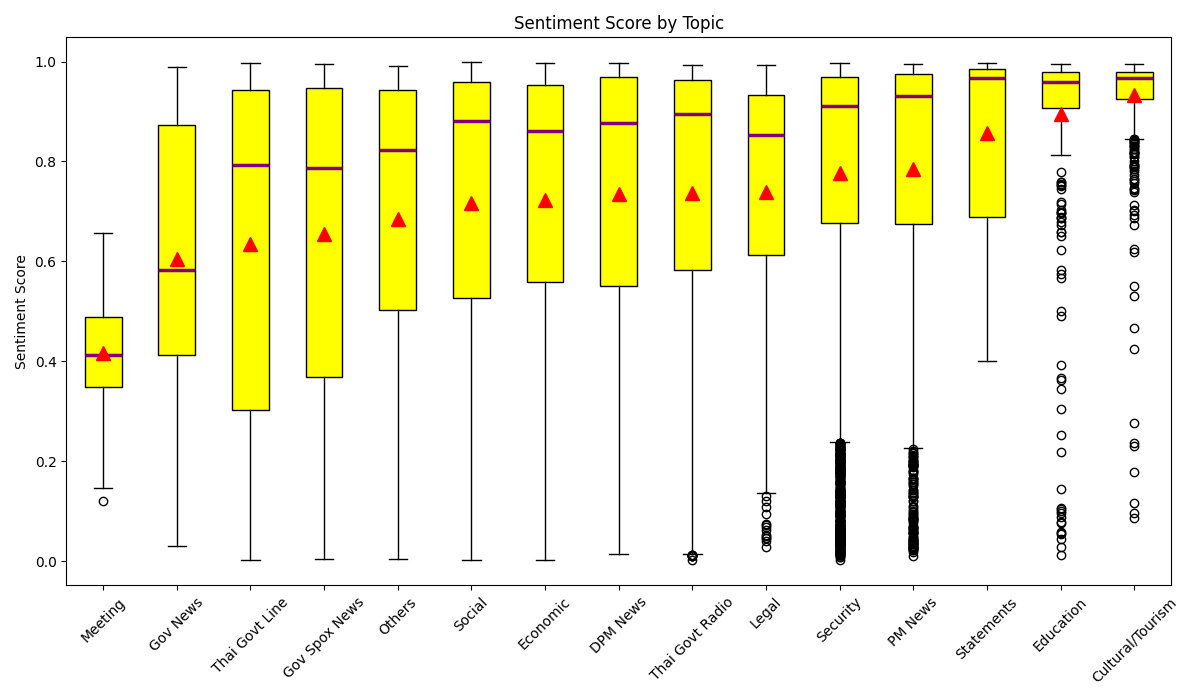 Sentiment Score by Topic
Sentiment Score
1.0
0.8
0.6
0.4
0.2
0.0
Meeting
Gov News
Thai Govt Line
Gov Spox News
Others
Social
Economic
DPM News
Thai Govt Radio
Legal
Security
PM News
Statements
Education
Cultural/Tourism